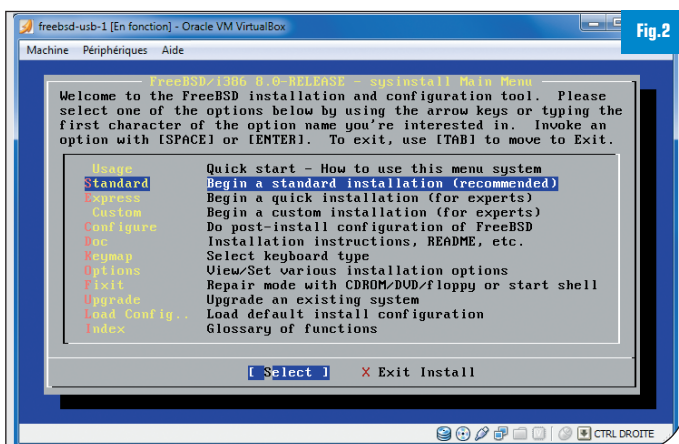 freebsd-usb-1 [En fonction] - Oracle VM VirtualBox
Fig.2
Machine Périphériques Aide
FreeBSD/i386 8.0-RELEASE - sysinstall Main Menu
Welcome to the FreeBSD installation and configuration tool. Please
select one of the options below by using the arrow keys or typing the
first character of the option name you're interested in. Invoke an
option with [SPACE] or [ENTER]. To exit, use [TAB] to move to Exit.
Usage Quick start - How to use this menu system
Standard Begin a standard installation (recommended)
Express Begin a quick installation (for experts)
Custom Begin a custom installation (for experts)
Configure Do post-install configuration of FreeBSD
Doc Installation instructions, README, etc.
Keymap Select keyboard type
Options View/Set various installation options
Fixit Repair mode with CDROM/DVD/floppy or start shell
Upgrade Upgrade an existing system
Load Config.. Load default install configuration
Index Glossary of functions
[ Select ] X Exit Install
CTRL DROITE